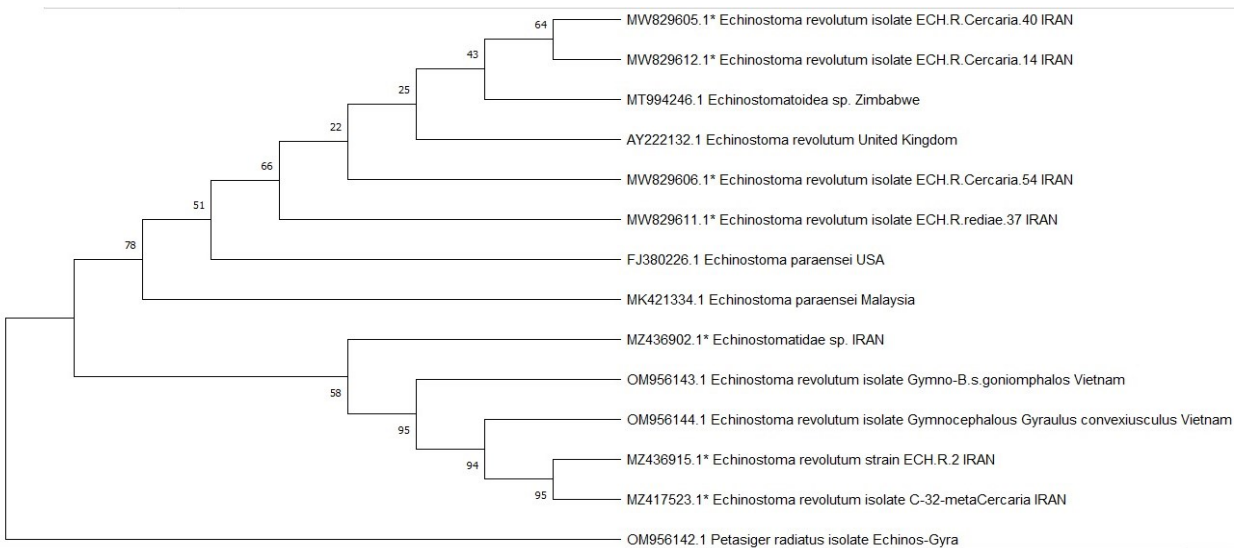 64
MW829605.1* Echinostoma revolutum isolate ECH.R.Cercaria.40 IRAN
43
MW829612.1* Echinostoma revolutum isolate ECH.R.Cercaria.14 IRAN
25
MT994246.1 Echinostomatoidea sp. Zimbabwe
22
AY222132.1 Echinostoma revolutum United Kingdom
66
MW829606.1* Echinostoma revolutum isolate ECH.R.Cercaria.54 IRAN
51
MW829611.1* Echinostoma revolutum isolate ECH.R.rediae.37 IRAN
78
FJ380226.1 Echinostoma paraensei USA
MK421334.1 Echinostoma paraensei Malaysia
MZ436902.1* Echinostomatidae sp. IRAN
58
OM956143.1 Echinostoma revolutum isolate Gymno-B.s.goniomphalos Vietnam
95
OM956144.1 Echinostoma revolutum isolate Gymnocephalous Gyraulus convexiusculus Vietnam
94
MZ436915.1* Echinostoma revolutum strain ECH.R.2 IRAN
95
MZ417523.1* Echinostoma revolutum isolate C-32-metaCercaria IRAN
OM956142.1 Petasiger radiatus isolate Echinos-Gyra